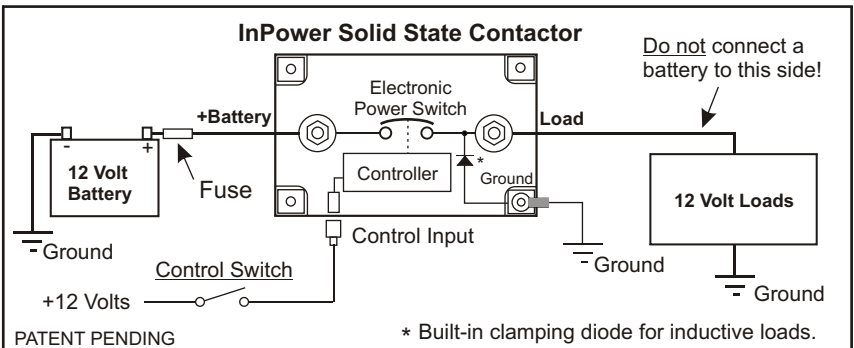 InPower Solid State Contactor
Do not connect a
battery to this side!
Electronic
Power Switch
+Battery
Load
- +
12 Volt
Battery
Fuse
Controller
*
Ground
12 Volt Loads
Ground
Control Input
Ground
Ground
Control Switch
+12 Volts
PATENT PENDING
* Built-in clamping diode for inductive loads.